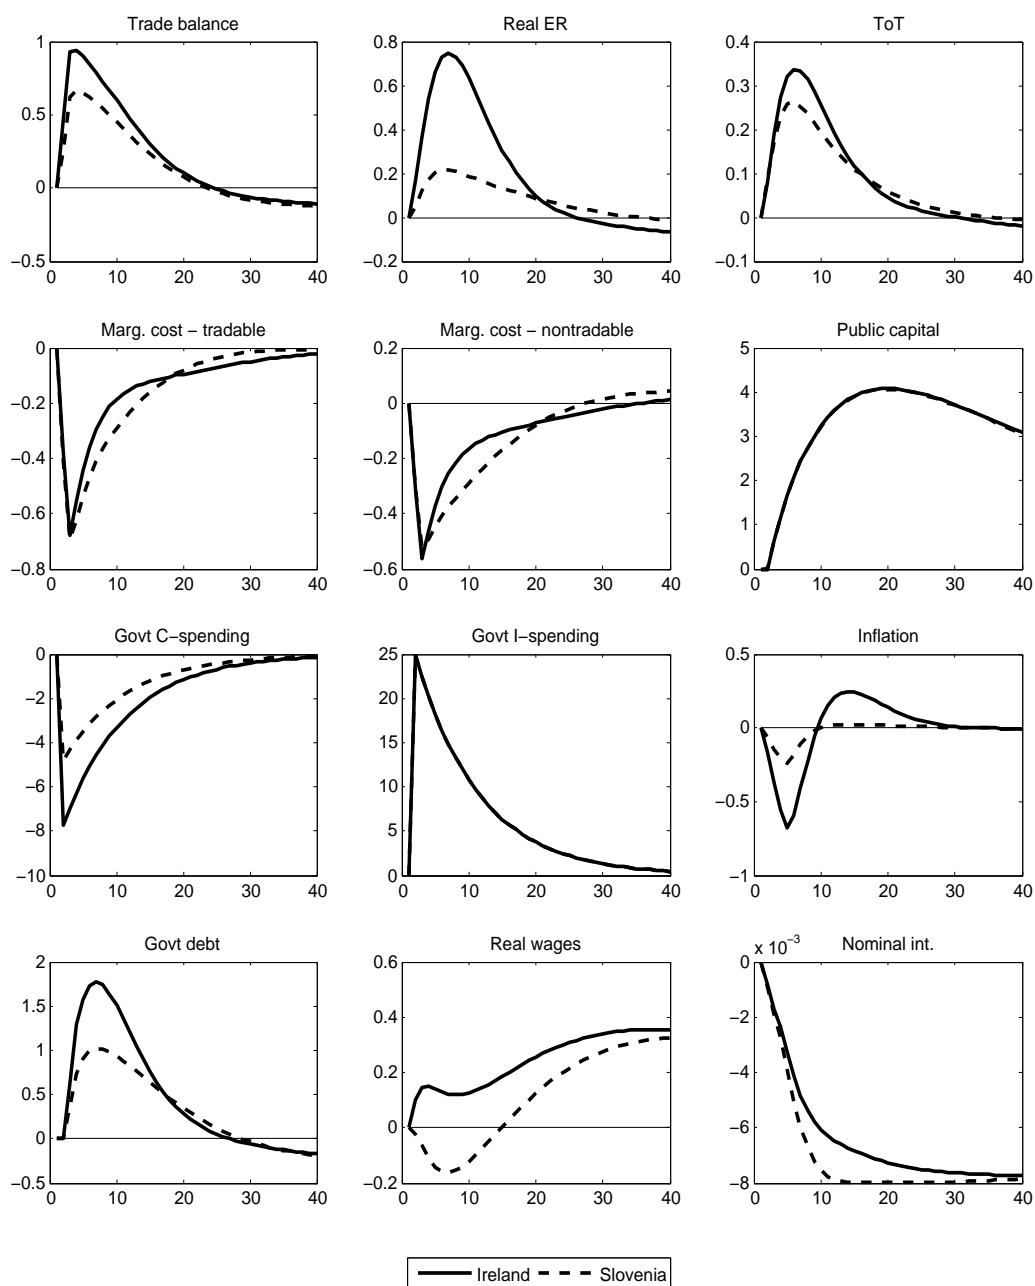 Trade balance
Real ER
ToT
1
0.5
0
−0.5
0 10 20 30 40
0.8
0.6
0.4
0.2
0
−0.2
0 10 20 30 40
0.4
0.3
0.2
0.1
0
−0.1
0 10 20 30 40
Marg. cost − tradable
Marg. cost − nontradable
Public capital
0
−0.2
−0.4
−0.6
−0.8
0 10 20 30 40
0.2
0
−0.2
−0.4
−0.6
0 10 20 30 40
5
4
3
2
1
0
0 10 20 30 40
Govt C−spending
Govt I−spending
Inflation
0
−2
−4
−6
−8
−10
0 10 20 30 40
25
20
15
10
5
0
0 10 20 30 40
0.5
0
−0.5
−1
0 10 20 30 40
Govt debt
Real wages
Nominal int.
2
1.5
1
0.5
0
−0.5
0 10 20 30 40
0.6
0.4
0.2
0
−0.2
0 10 20 30 40
x 10−3
0
−2
−4
−6
−8
0 10 20 30 40
Ireland Slovenia